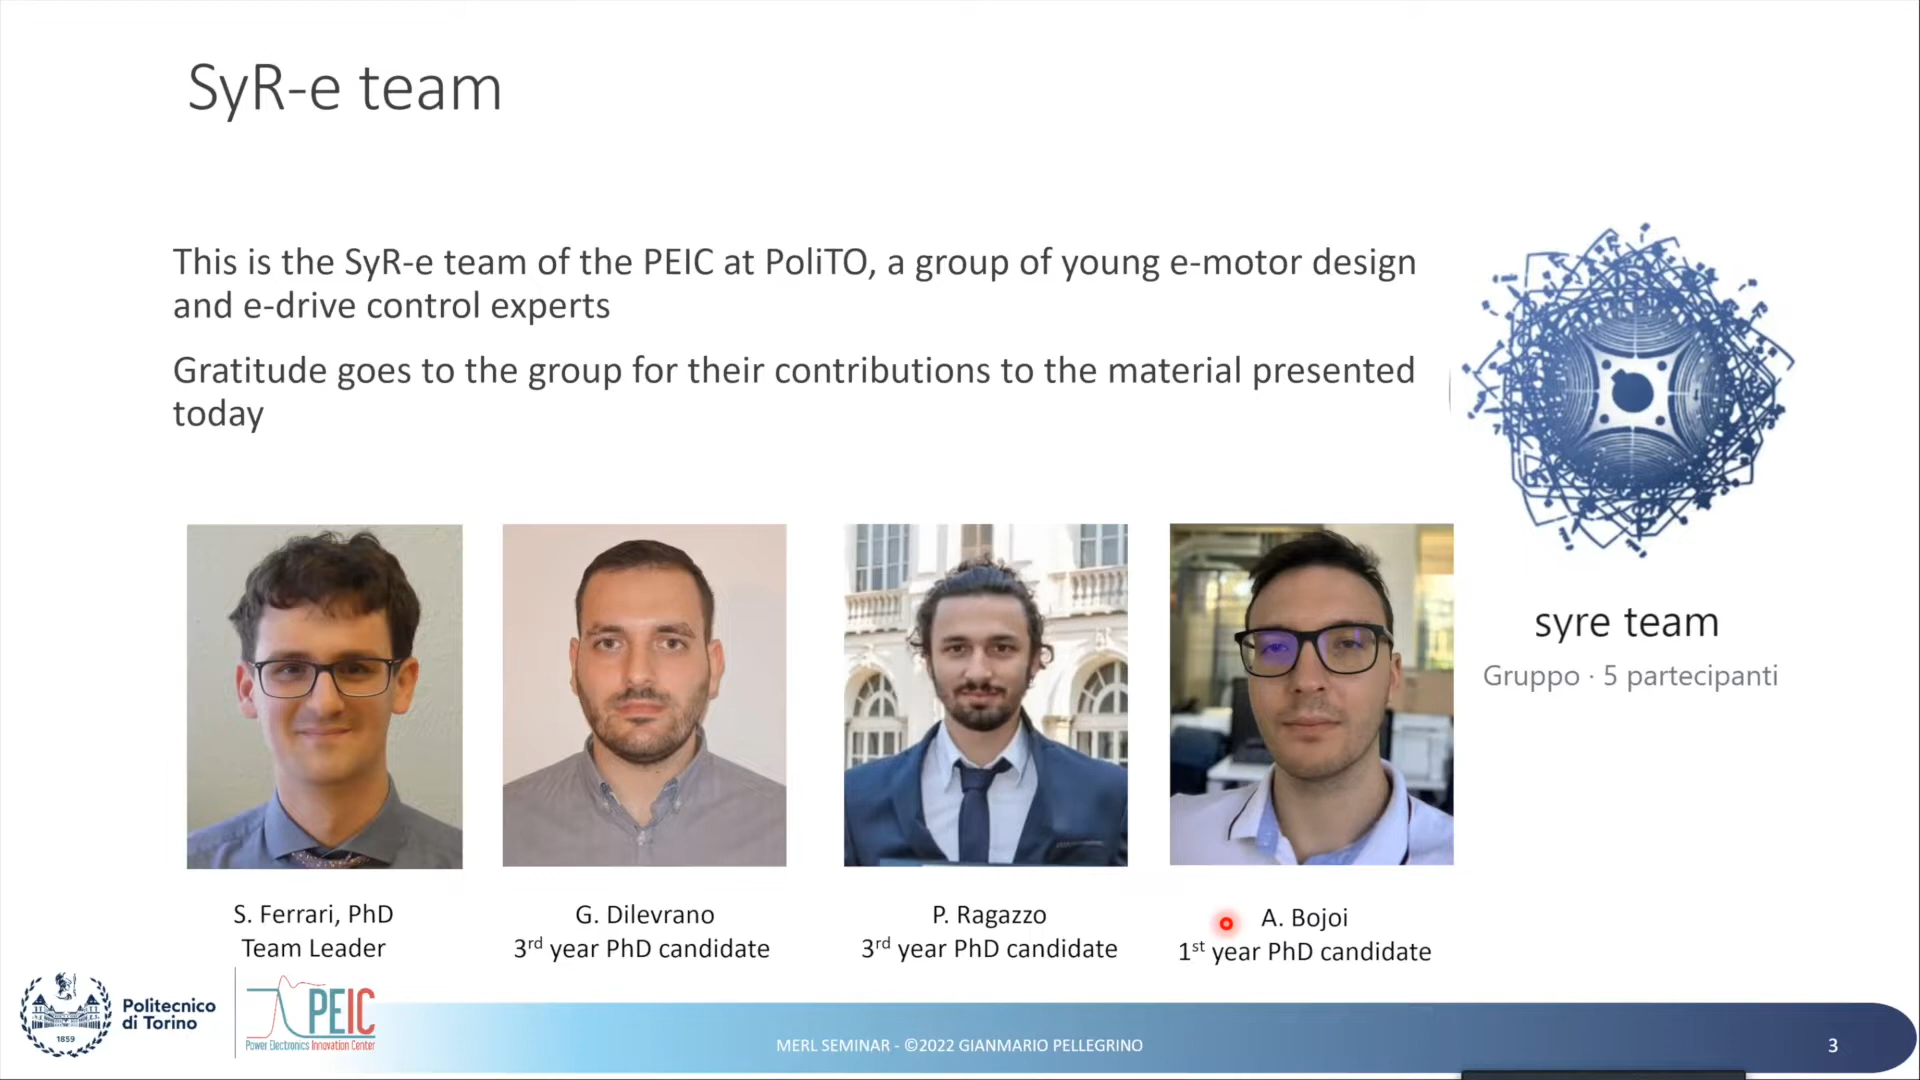 SyR-e team
This is the SyR-e team of the PEIC at PoliTO, a group of young e-motor design
and e-drive control experts
Gratitude goes to the group for their contributions to the material presented
today
syre team
Gruppo · 5 partecipanti
S. Ferrari, PhD
Team Leader
G. Dilevrano
3rd year PhD candidate
P. Ragazzo
3rd year PhD candidate
A. Bojoi
1st year PhD candidate
Politecnico
di Torino
1859
PEIC
Power Electronics Innovation Center
MERL SEMINAR - ©2022 GIANMARIO PELLEGRINO
3